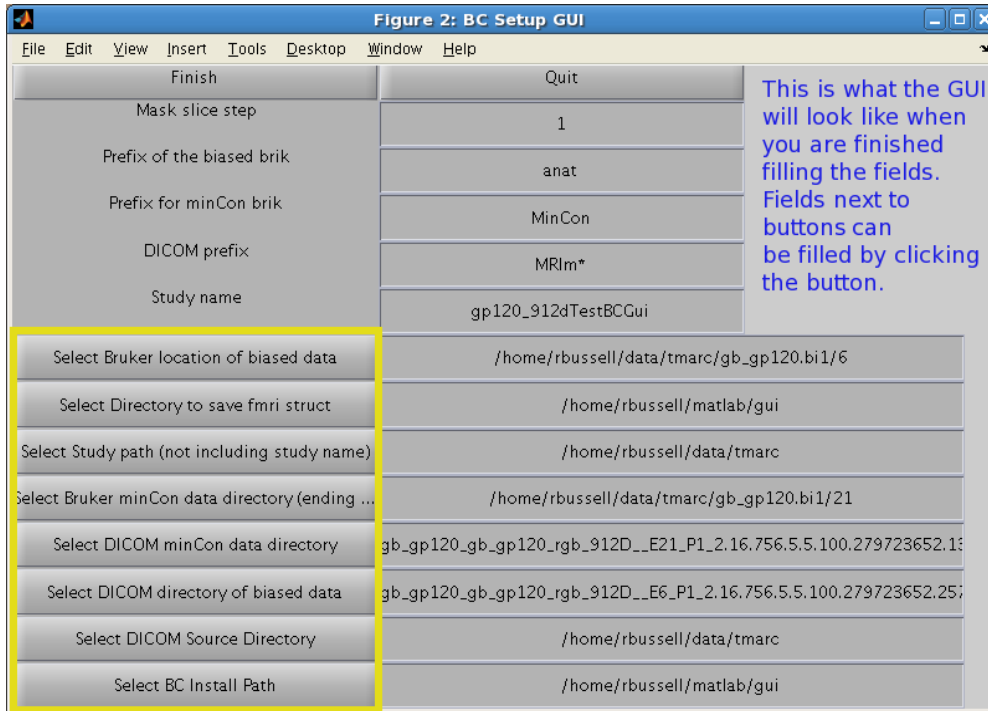 Figure 2: BC Setup GUI
File Edit View Insert Tools Desktop Window Help
Finish Quit
Mask slice step 1
Prefix of the biased brik anat
Prefix for minCon brik MinCon
DICOM prefix MRIm*
Study name gp120_912dTestBCGui
This is what the GUI
will look like when
you are finished
filling the fields.
Fields next to
buttons can
be filled by clicking
the button.
Select Bruker location of biased data /home/rbussell/data/tmarc/gb_gp120.bi1/6
Select Directory to save fmri struct /home/rbussell/matlab/gui
Select Study path (not including study name) /home/rbussell/data/tmarc
Select Bruker minCon data directory (ending ... /home/rbussell/data/tmarc/gb_gp120.bi1/21
Select DICOM minCon data directory gb_gp120_gb_gp120_rgb_912D__E21_P1_2.16.756.5.5.100.279723652.13
Select DICOM directory of biased data gb_gp120_gb_gp120_rgb_912D__E6_P1_2.16.756.5.5.100.279723652.257
Select DICOM Source Directory /home/rbussell/data/tmarc
Select BC Install Path /home/rbussell/matlab/gui